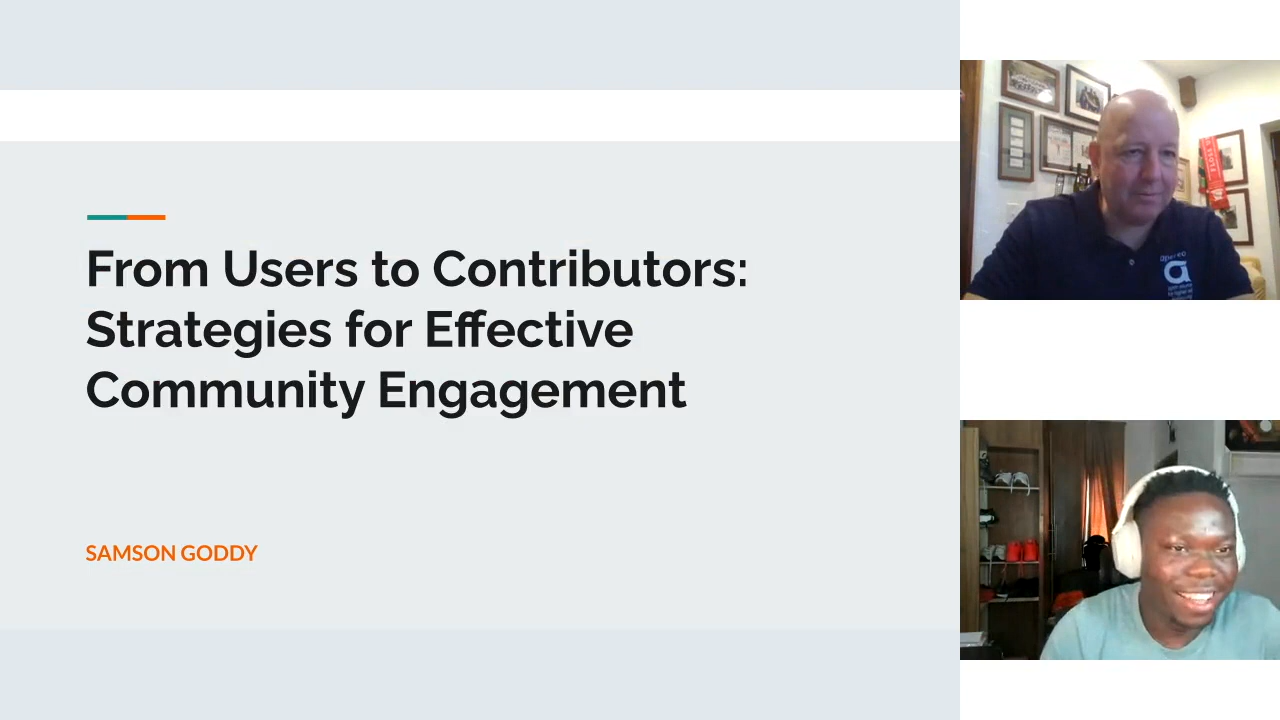 From Users to Contributors:
Strategies for Effective
Community Engagement
SAMSON GODDY